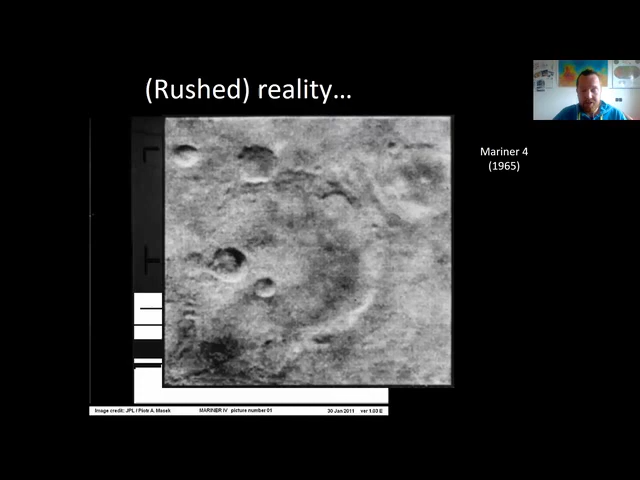 (Rushed) reality...
Mariner 4
(1965)
Image credit: JPL / Piotr A. Masek MARINER IV picture number 01 30 Jan 2011 ver 1.03 E